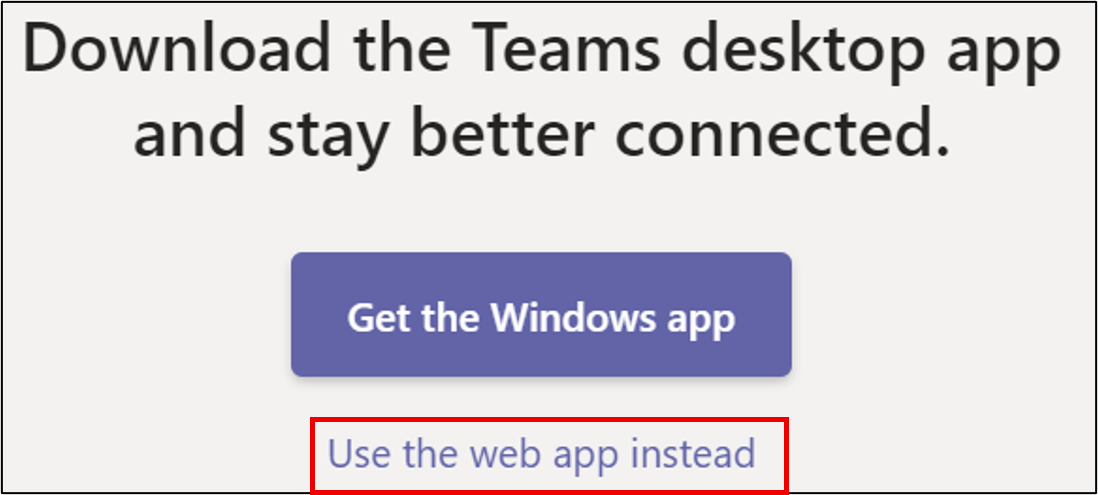 Download the Teams desktop app
and stay better connected.
Get the Windows app
Use the web app instead